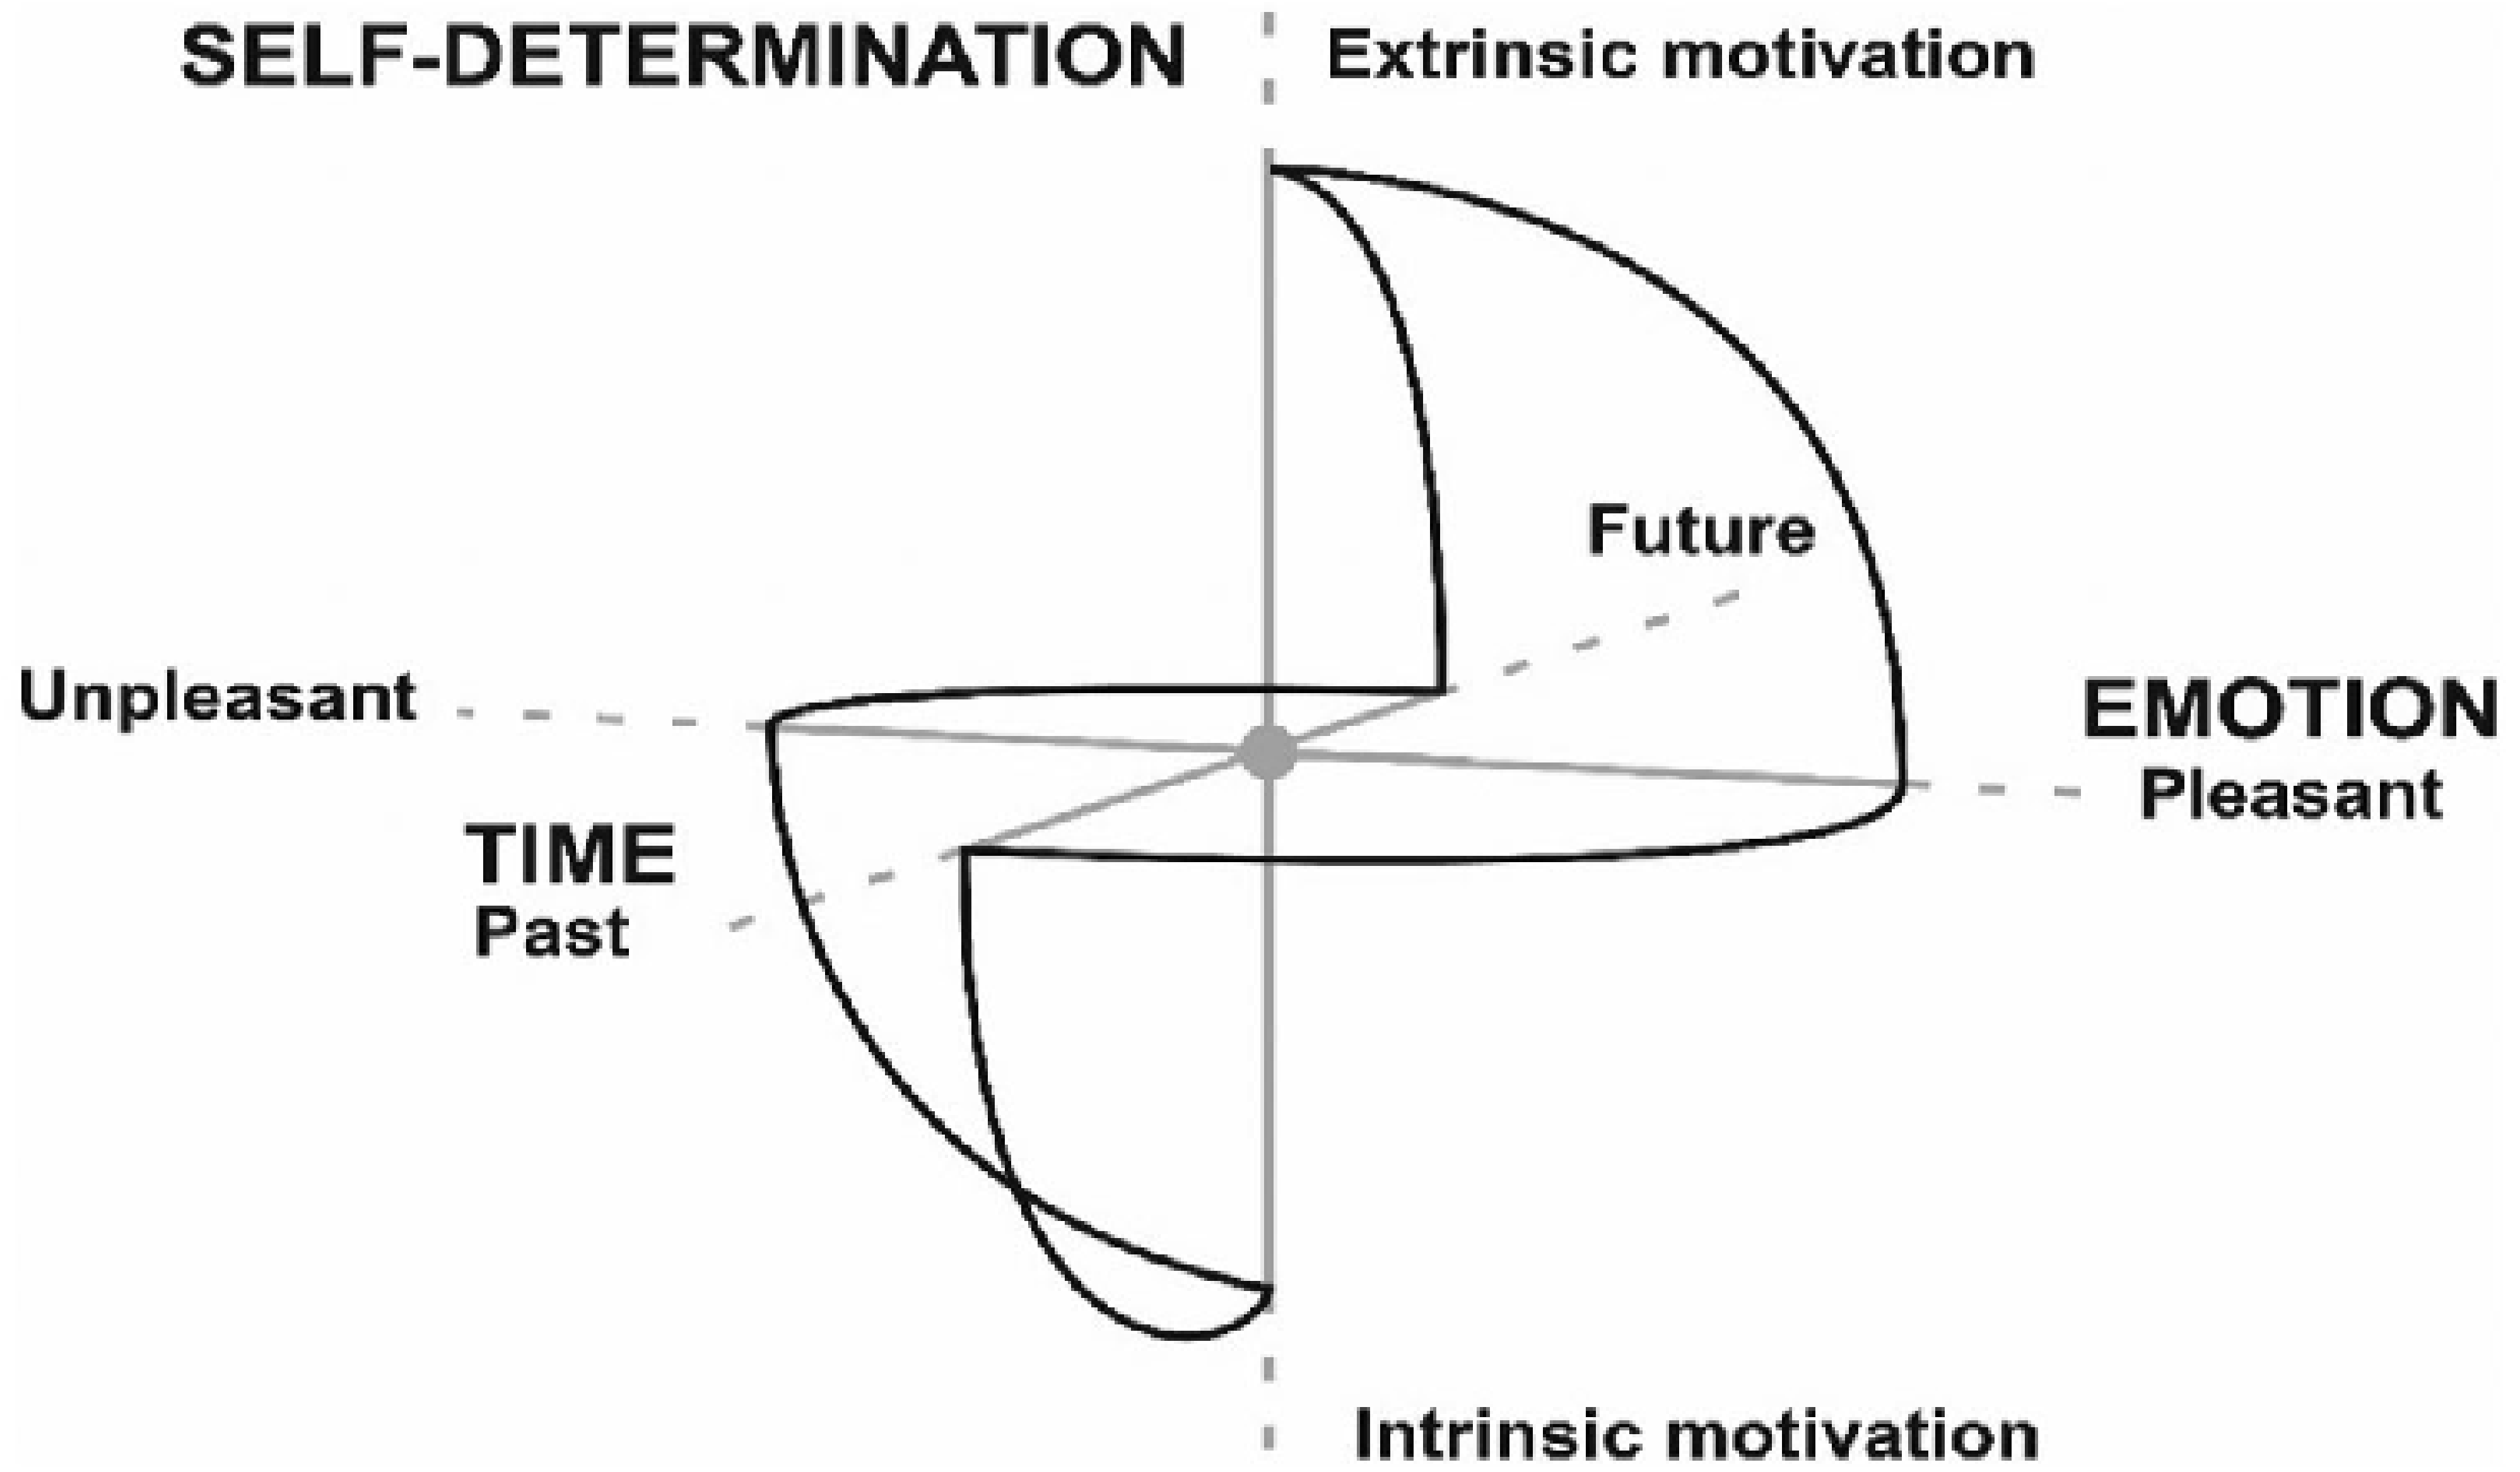 SELF-DETERMINATION
Extrinsic motivation
Future
Unpleasant
EMOTION
Pleasant
TIME
Past
Intrinsic motivation